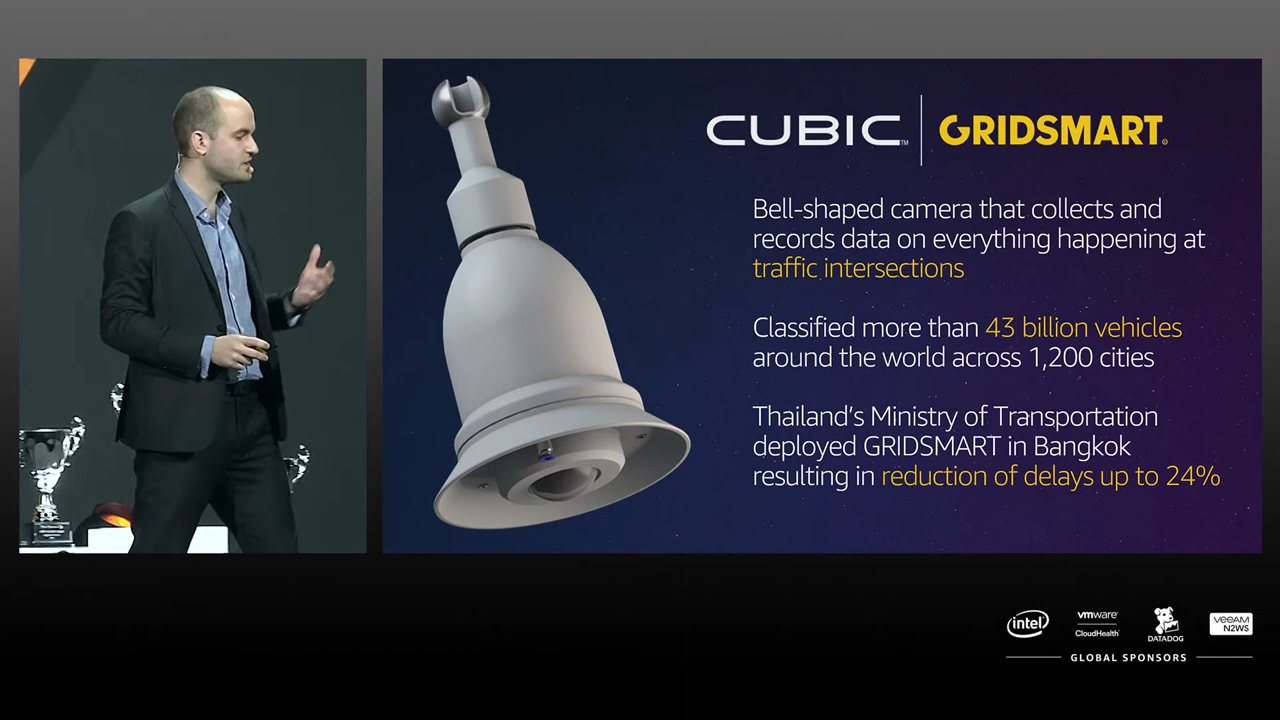 CUBIC™ GRIDSMART®
Bell-shaped camera that collects and
records data on everything happening at
traffic intersections
Classified more than 43 billion vehicles
around the world across 1,200 cities
Thailand's Ministry of Transportation
deployed GRIDSMART in Bangkok
resulting in reduction of delays up to 24%
intel
vmware
CloudHealth
DATADOG
veeAM
N2WS
GLOBAL SPONSORS